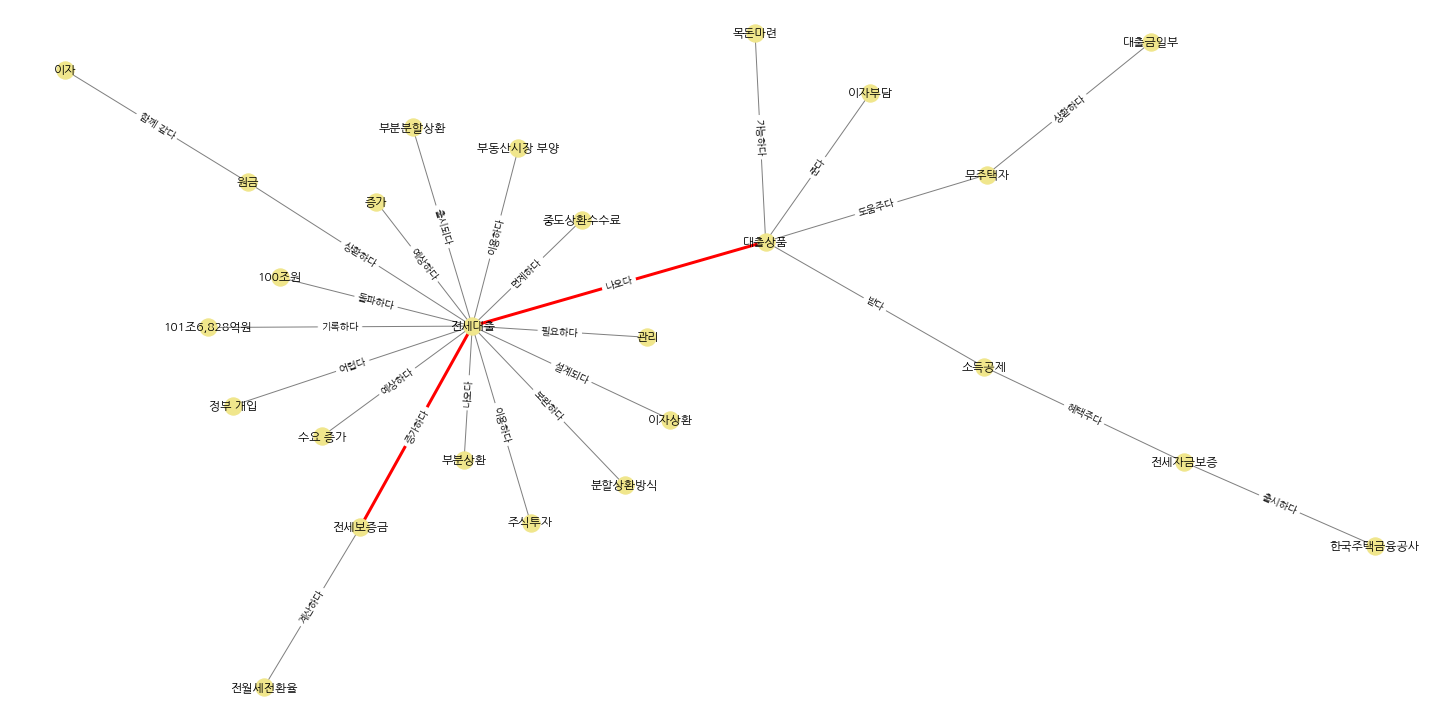 목돈마련
대출금일부
이자
이자부담
함께 갚다
부분분할상환
가능하다
상환하다
부동산시장 부양
준다
원금
무주택자
증가
도움주다
출시되다
이용하다
중도상환수수료
대출상품
상환하다
예상하다
면제하다
100조원
돌파하다
나오다
받다
101조6,828억원
기록하다
전세대출
필요하다
관리
어렵다
예상하다
설계되다
소득공제
나오다
보완하다
정부 개입
증가하다
이용하다
이자상환
혜택주다
수요 증가
부분상환
전세자금보증
분할상환방식
출시하다
전세보증금
주식투자
한국주택금융공사
계산하다
전월세전환율